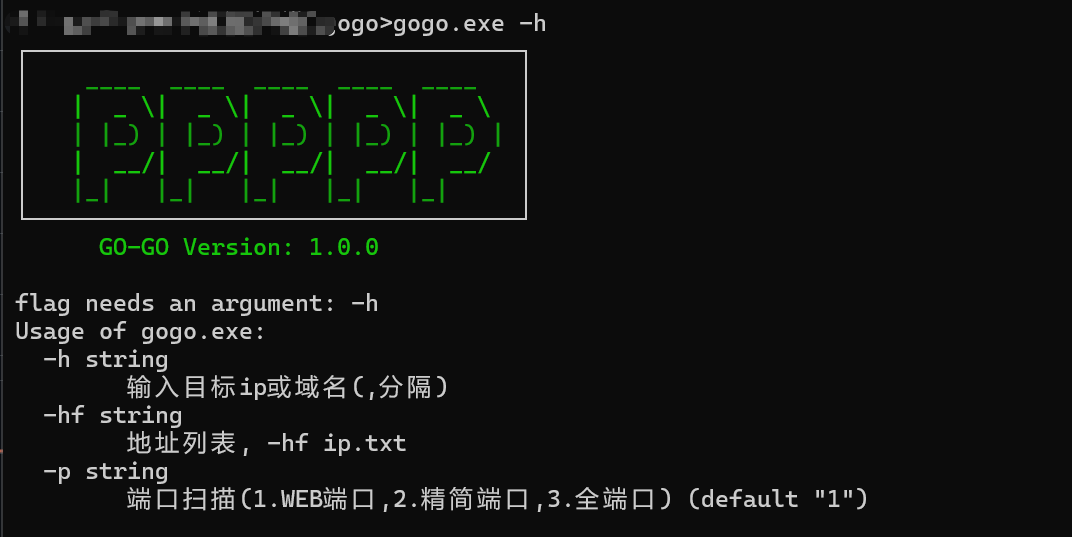 ogo>gogo.exe -h
PPPPP
GO-GO Version: 1.0.0
flag needs an argument: -h
Usage of gogo.exe:
-h string
输入目标ip或域名(,分隔)
-hf string
地址列表, -hf ip.txt
-p string
端口扫描(1.WEB端口,2.精简端口,3.全端口) (default "1")